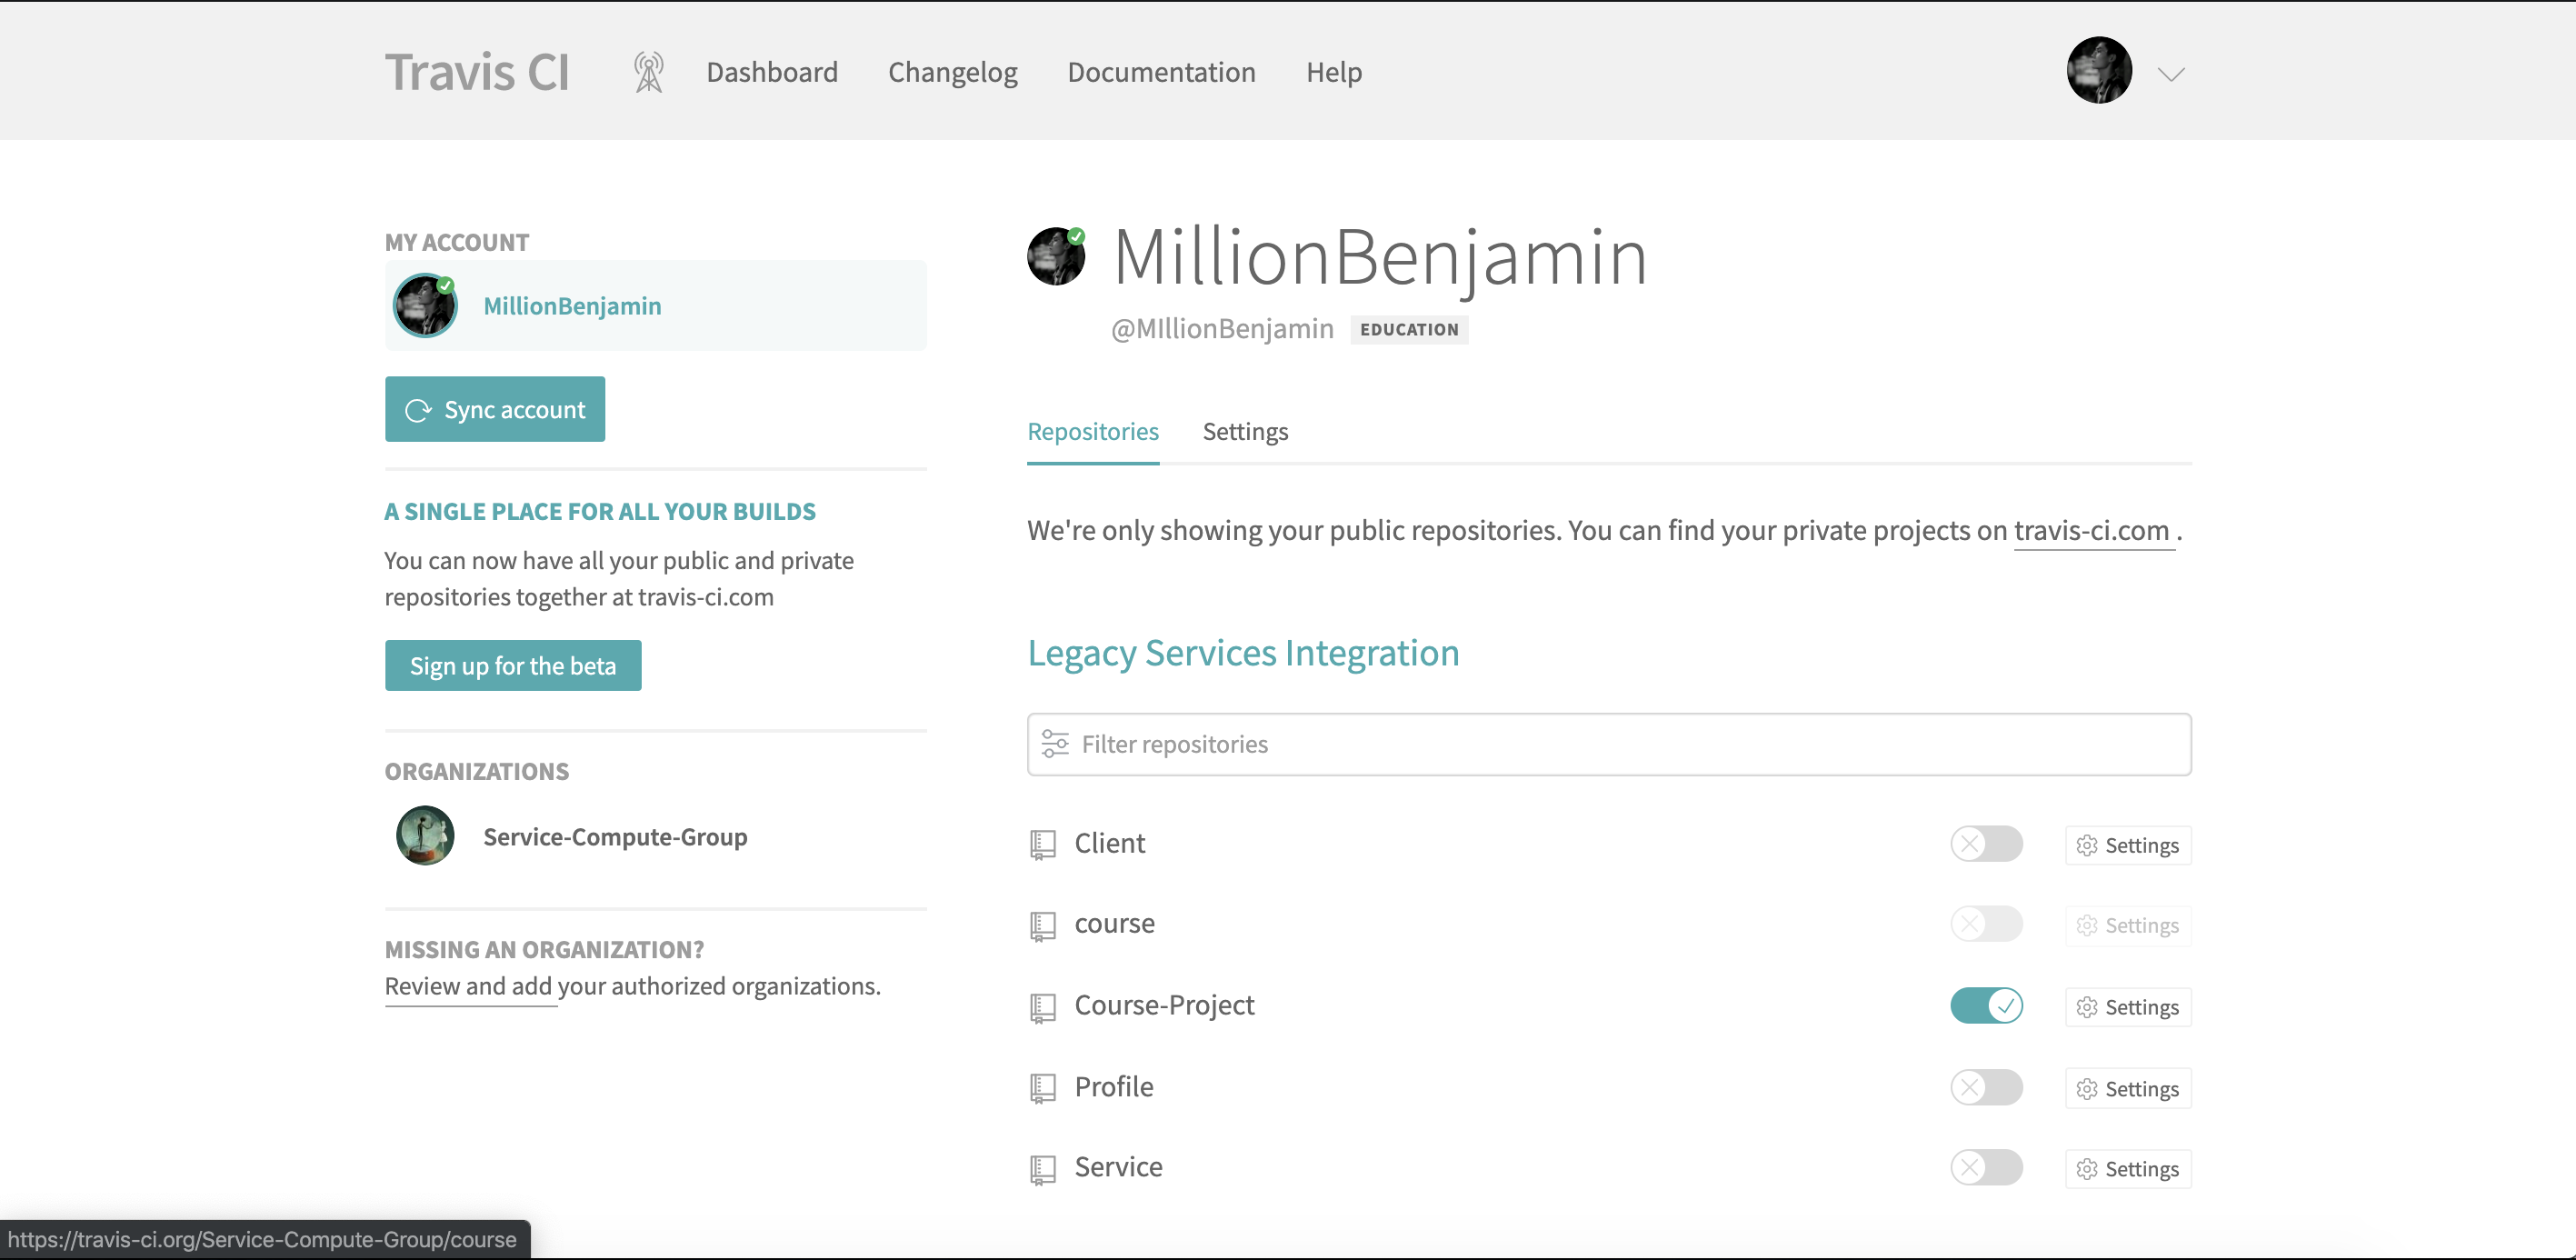 Travis CI
Dashboard
Changelog
Documentation
Help
MY ACCOUNT
MillionBenjamin
Sync account
A SINGLE PLACE FOR ALL YOUR BUILDS
You can now have all your public and private
repositories together at travis-ci.com
Sign up for the beta
ORGANIZATIONS
Service-Compute-Group
MISSING AN ORGANIZATION?
Review and add your authorized organizations.
MillionBenjamin
@MIllionBenjamin EDUCATION
Repositories
Settings
We're only showing your public repositories. You can find your private projects on travis-ci.com .
Legacy Services Integration
Filter repositories
Client
Settings
course
Settings
Course-Project
Settings
Profile
Settings
Service
Settings
https://travis-ci.org/Service-Compute-Group/course